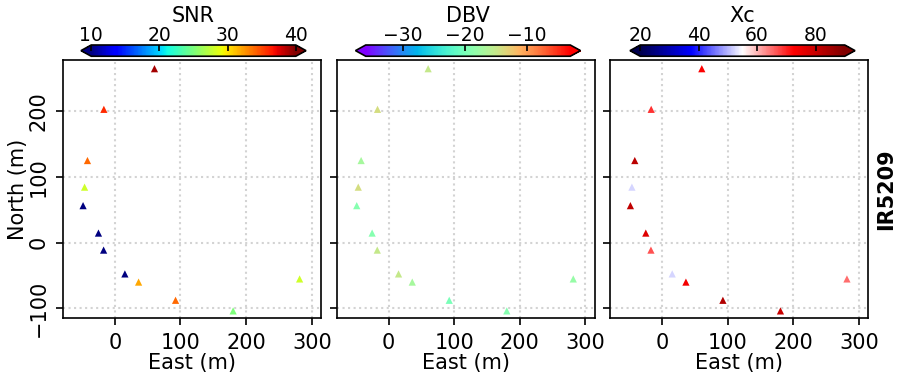 SNR DBV Xc
10 20 30 40 −30 −20 −10 20 40 60 80
North (m)
200
100
0
−100
0 100 200 300 0 100 200 300 0 100 200 300
East (m) East (m) East (m)
IR5209